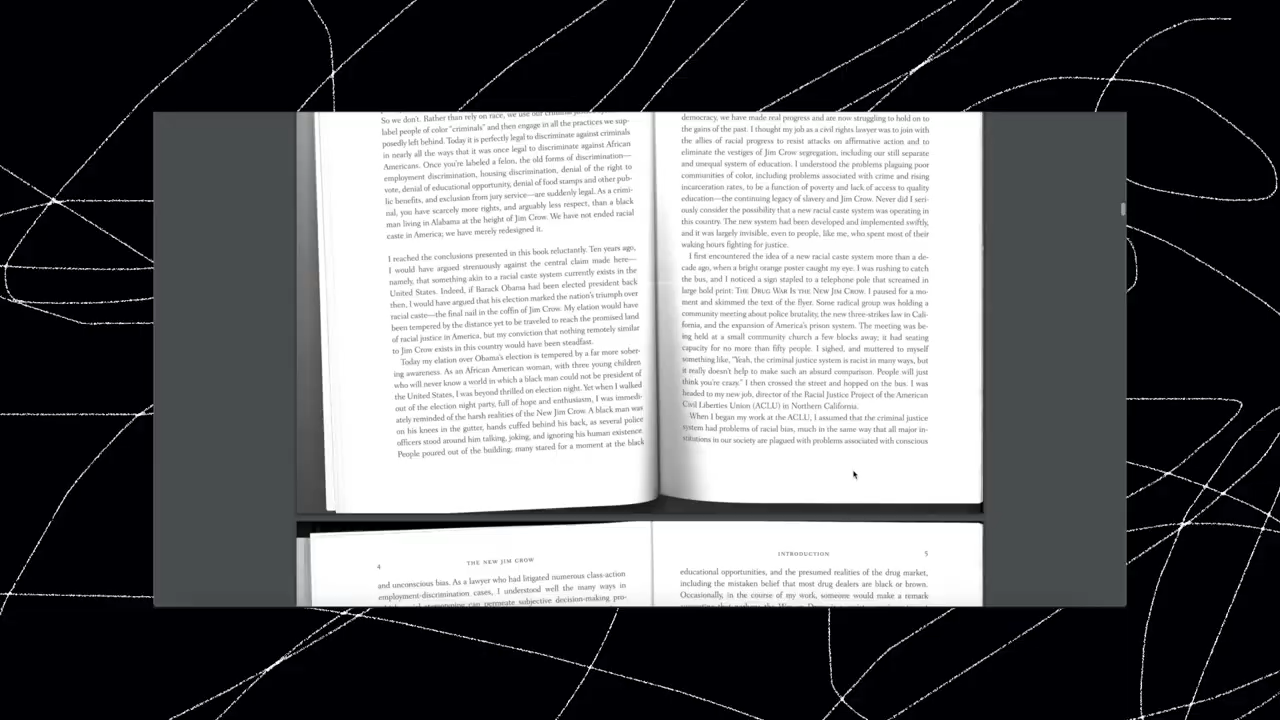 So we don't. Rather than rely on race, we use our criminal
label people of color "criminals" and then engage in all the practices we sup-
posedly left behind. Today it is perfectly legal to discriminate against criminals
in nearly all the ways that it was once legal to discriminate against African
Americans. Once you're labeled a felon, the old forms of discrimination—
employment discrimination, housing discrimination, denial of the right to
vote, denial of educational opportunity, denial of food stamps and other pub-
lic benefits, and exclusion from jury service—are suddenly legal. As a crimi-
nal, you have scarcely more rights, and arguably less respect, than a black
man living in Alabama at the height of Jim Crow. We have not ended racial
caste in America; we have merely redesigned it.
I reached the conclusions presented in this book reluctantly. Ten years ago,
I would have argued strenuously against the central claim made here—
namely, that something akin to a racial caste system currently exists in the
United States. Indeed, if Barack Obama had been elected president back
then, I would have argued that his election marked the nation's triumph over
racial caste—the final nail in the coffin of Jim Crow. My elation would have
been tempered by the distance yet to be traveled to reach the promised land
of racial justice in America, but my conviction that nothing remotely similar
to Jim Crow exists in this country would have been steadfast.
Today my elation over Obama's election is tempered by a far more sober-
ing awareness. As an African American woman, with three young children
who will never know a world in which a black man could not be president of
the United States, I was beyond thrilled on election night. Yet when I walked
out of the election night party, full of hope and enthusiasm, I was immedi-
ately reminded of the harsh realities of the New Jim Crow. A black man was
on his knees in the gutter, hands cuffed behind his back, as several police
officers stood around him talking, joking, and ignoring his human existence.
People poured out of the building; many stared for a moment at the black
democracy, we have made real progress and are now struggling to hold on to
the gains of the past. I thought my job as a civil rights lawyer was to join with
the allies of racial progress to resist attacks on affirmative action and to
eliminate the vestiges of Jim Crow segregation, including our still separate
and unequal system of education. I understood the problems plaguing poor
communities of color, including problems associated with crime and rising
incarceration rates, to be a function of poverty and lack of access to quality
education—the continuing legacy of slavery and Jim Crow. Never did I seri-
ously consider the possibility that a new racial caste system was operating in
this country. The new system had been developed and implemented swiftly,
and it was largely invisible, even to people, like me, who spent most of their
waking hours fighting for justice.
I first encountered the idea of a new racial caste system more than a de-
cade ago, when a bright orange poster caught my eye. I was rushing to catch
the bus, and I noticed a sign stapled to a telephone pole that screamed in
large bold print: THE DRUG WAR IS THE NEW JIM CROW. I paused for a mo-
ment and skimmed the text of the flyer. Some radical group was holding a
community meeting about police brutality, the new three-strikes law in Cali-
fornia, and the expansion of America's prison system. The meeting was be-
ing held at a small community church a few blocks away; it had seating
capacity for no more than fifty people. I sighed, and muttered to myself
something like, "Yeah, the criminal justice system is racist in many ways, but
it really doesn't help to make such an absurd comparison. People will just
think you're crazy." I then crossed the street and hopped on the bus. I was
headed to my new job, director of the Racial Justice Project of the American
Civil Liberties Union (ACLU) in Northern California.
When I began my work at the ACLU, I assumed that the criminal justice
system had problems of racial bias, much in the same way that all major in-
stitutions in our society are plagued with problems associated with conscious
4 THE NEW JIM CROW
and unconscious bias. As a lawyer who had litigated numerous class-action
employment-discrimination cases, I understood well the many ways in
stereotyping can permeate subjective decision-making pro-
INTRODUCTION 5
educational opportunities, and the presumed realities of the drug market,
including the mistaken belief that most drug dealers are black or brown.
Occasionally, in the course of my work, someone would make a remark